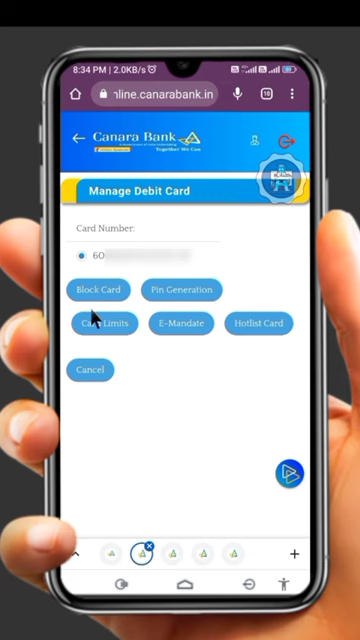 8:34 PM | 2.0KB/s
nline.canarabank.in
10
Canara Bank
Together We Can
Manage Debit Card
Card Number:
60
Block Card
Pin Generation
Card Limits
E-Mandate
Hotlist Card
Cancel